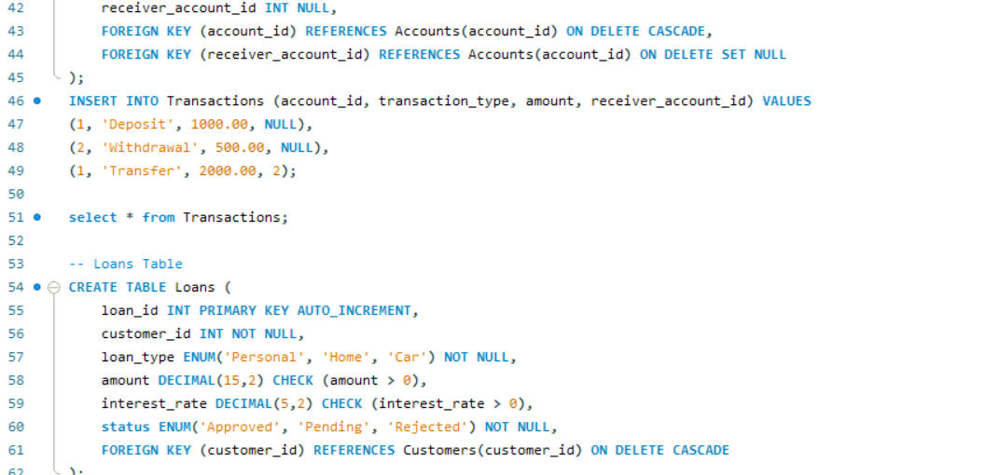 42 receiver_account_id INT NULL,
43 FOREIGN KEY (account_id) REFERENCES Accounts(account_id) ON DELETE CASCADE,
44 FOREIGN KEY (receiver_account_id) REFERENCES Accounts(account_id) ON DELETE SET NULL
45 );
46 INSERT INTO Transactions (account_id, transaction_type, amount, receiver_account_id) VALUES
47 (1, 'Deposit', 1000.00, NULL),
48 (2, 'Withdrawal', 500.00, NULL),
49 (1, 'Transfer', 2000.00, 2);
50
51 select * from Transactions;
52
53 -- Loans Table
54 CREATE TABLE Loans (
55 loan_id INT PRIMARY KEY AUTO_INCREMENT,
56 customer_id INT NOT NULL,
57 loan_type ENUM('Personal', 'Home', 'Car') NOT NULL,
58 amount DECIMAL(15,2) CHECK (amount > 0),
59 interest_rate DECIMAL(5,2) CHECK (interest_rate > 0),
60 status ENUM('Approved', 'Pending', 'Rejected') NOT NULL,
61 FOREIGN KEY (customer_id) REFERENCES Customers(customer_id) ON DELETE CASCADE
62 );